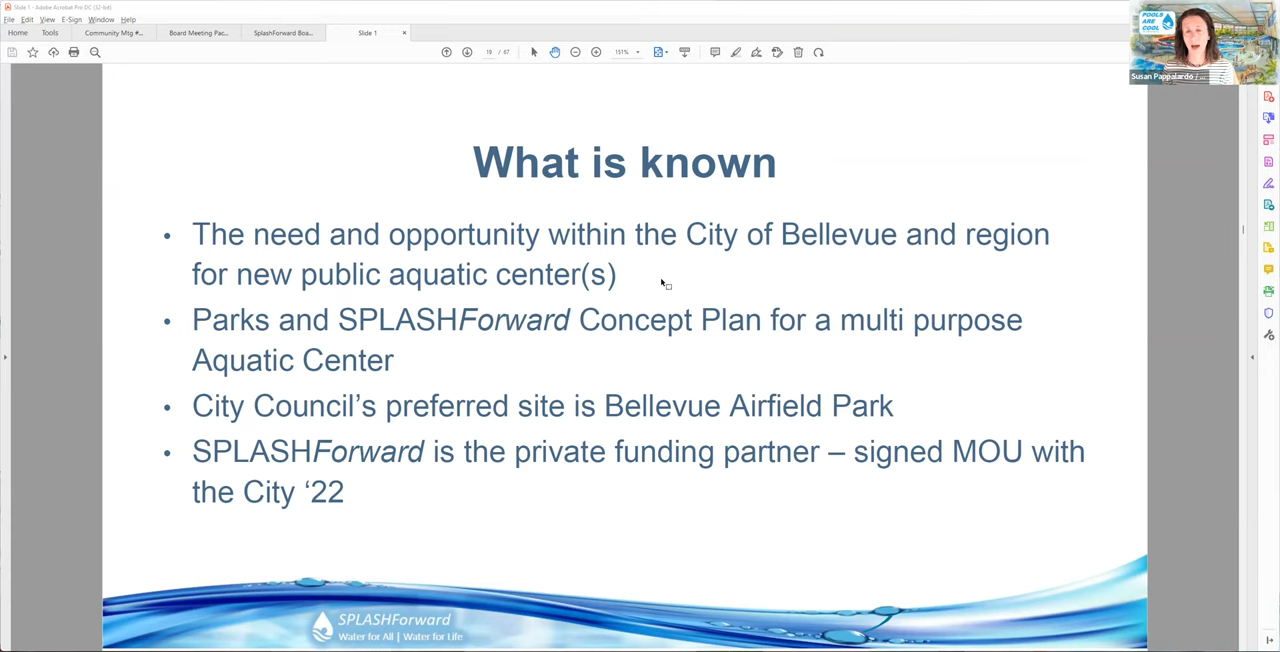 Slide 1 - Adobe Acrobat Pro DC (32-bit)
File Edit View E-Sign Window Help
Home Tools Community Mtg #... Board Meeting Pac... SplashForward Boa... Slide 1 ×
19 / 67 151%
POOLS
ARE
COOL
Susan Pappalardo / ...
What is known
• The need and opportunity within the City of Bellevue and region
for new public aquatic center(s)
• Parks and SPLASHForward Concept Plan for a multi purpose
Aquatic Center
• City Council’s preferred site is Bellevue Airfield Park
• SPLASHForward is the private funding partner – signed MOU with
the City ‘22
SPLASHForward
Water for All | Water for Life